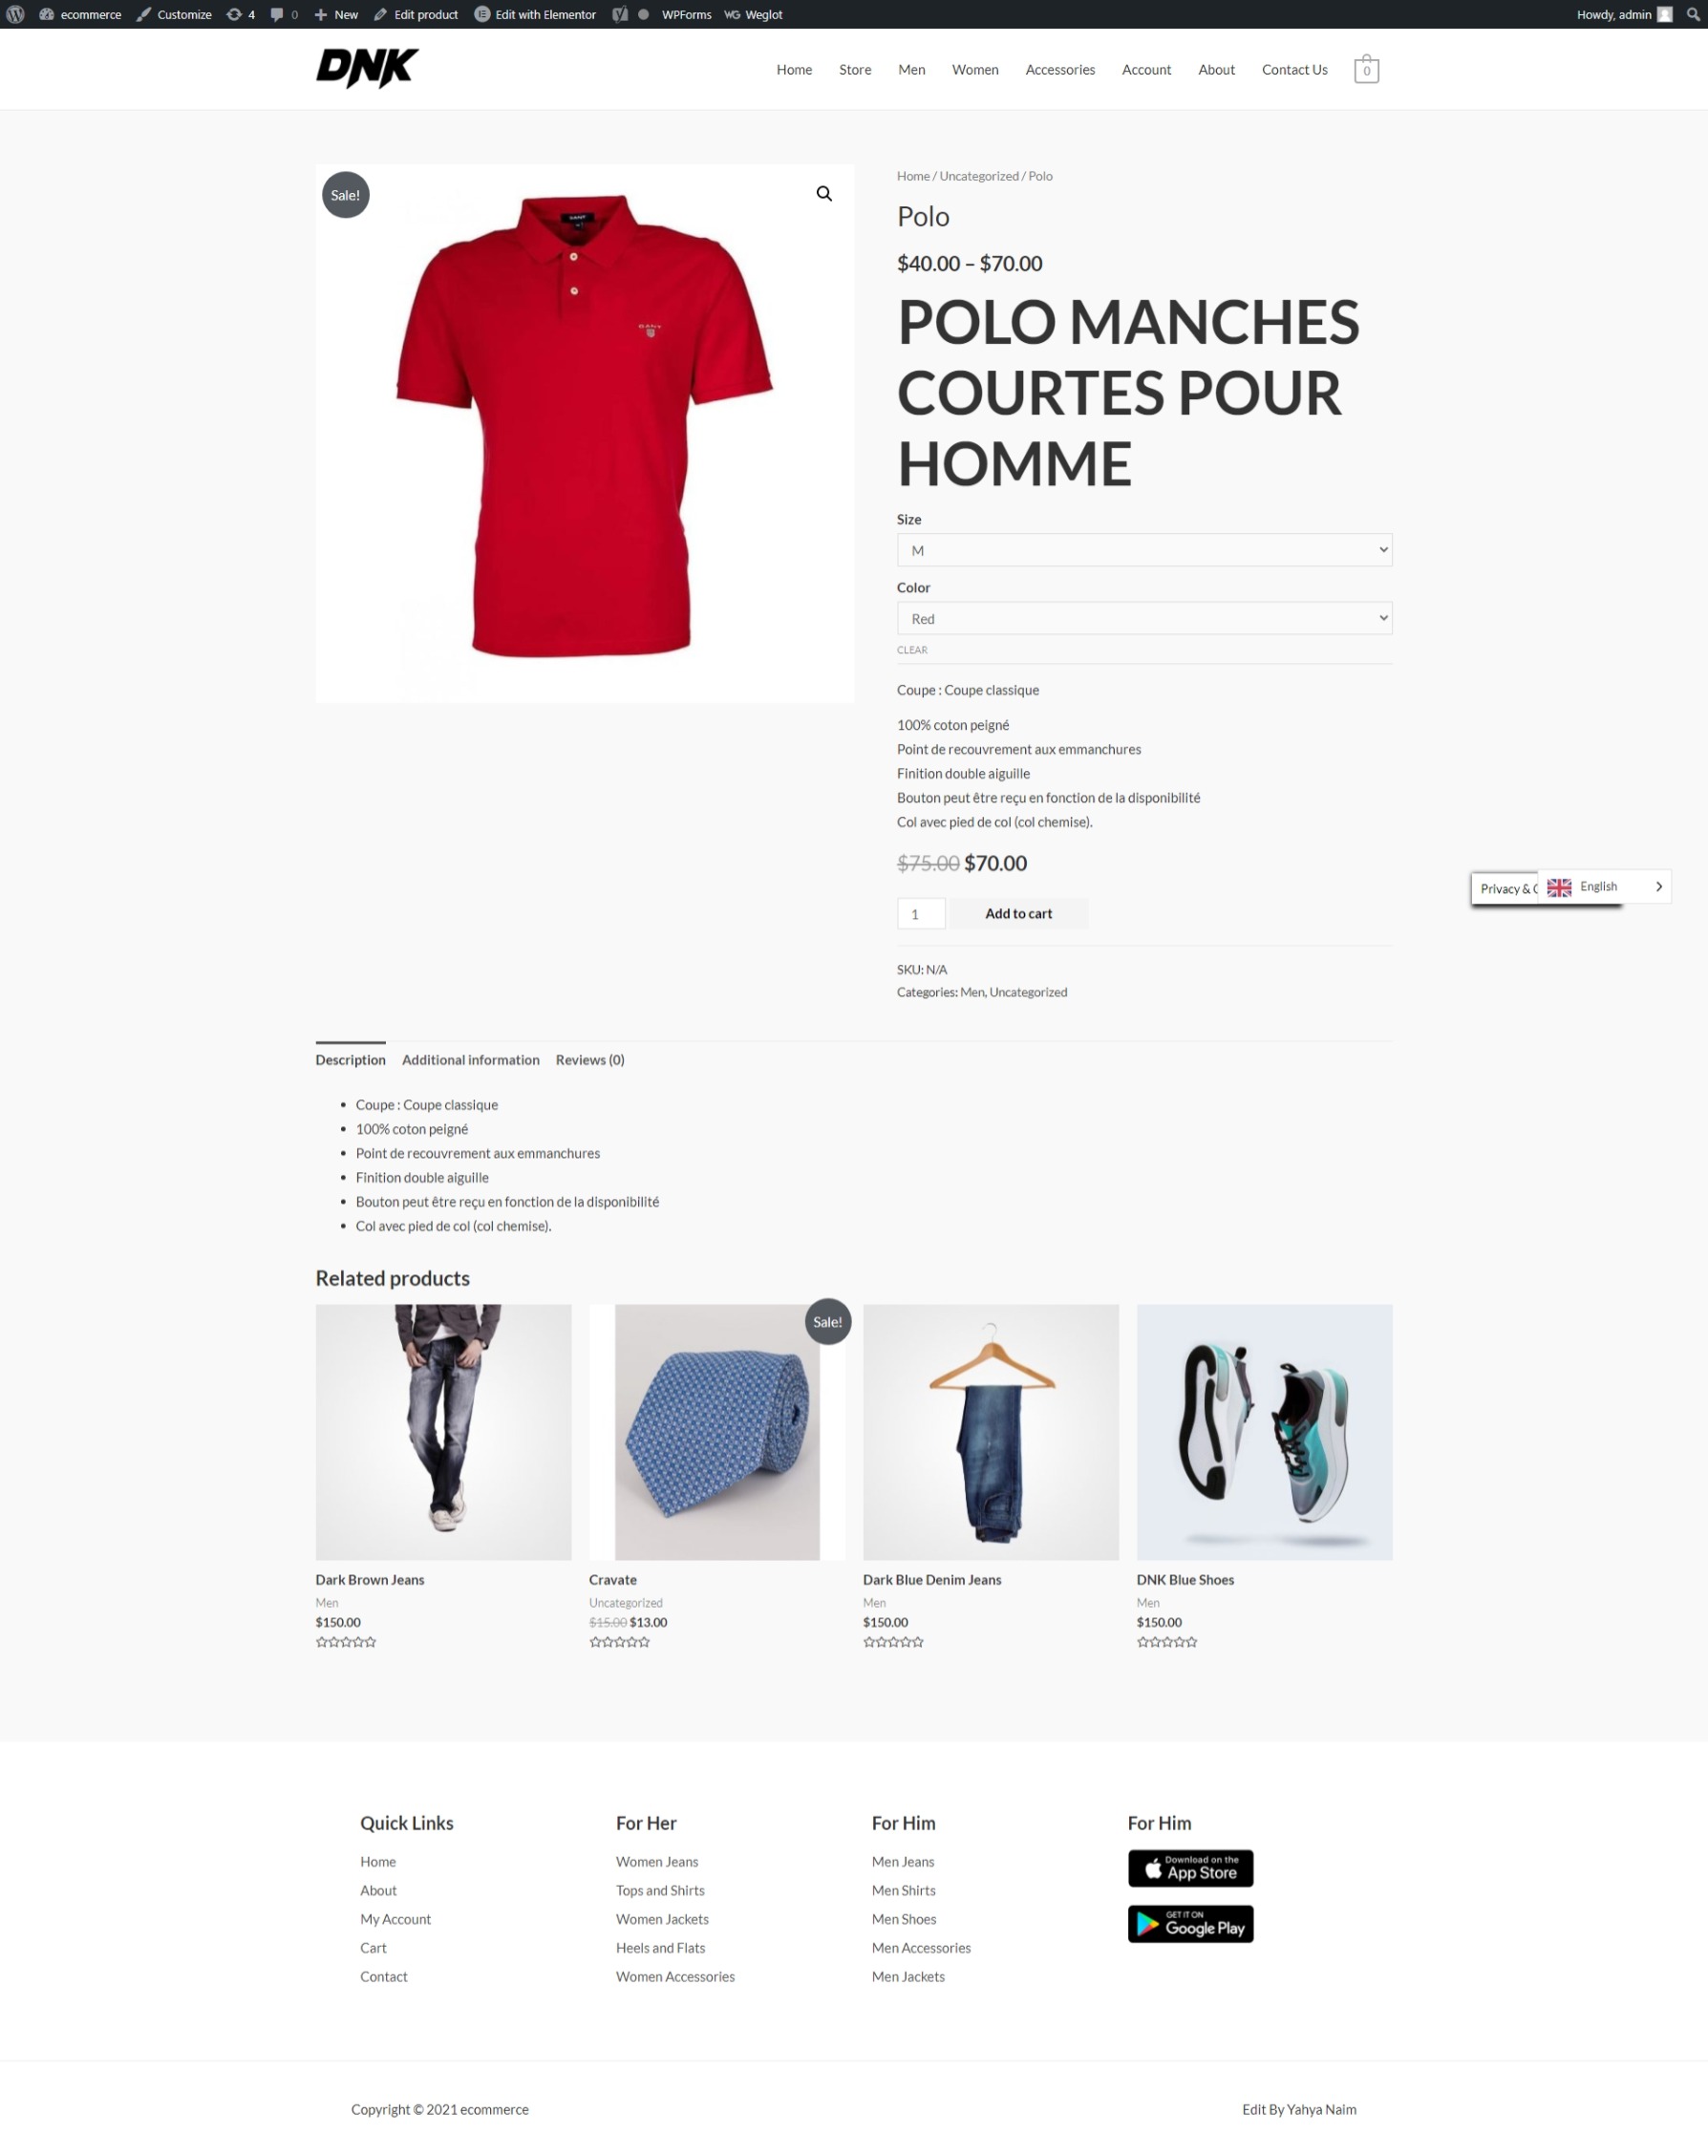 ecommerce Customize 4 0 New Edit product Edit with Elementor WPForms WG Weglot Howdy, admin
DNK
Home Store Men Women Accessories Account About Contact Us 0
Sale!
GANT
GANT
Home / Uncategorized / Polo
Polo
$40.00 – $70.00
POLO MANCHES
COURTES POUR
HOMME
Size
M
Color
Red
CLEAR
Coupe : Coupe classique
100% coton peigné
Point de recouvrement aux emmanchures
Finition double aiguille
Bouton peut être reçu en fonction de la disponibilité
Col avec pied de col (col chemise).
$75.00 $70.00
Privacy &
English
1 Add to cart
SKU: N/A
Categories: Men, Uncategorized
Description Additional information Reviews (0)
• Coupe : Coupe classique
• 100% coton peigné
• Point de recouvrement aux emmanchures
• Finition double aiguille
• Bouton peut être reçu en fonction de la disponibilité
• Col avec pied de col (col chemise).
Related products
Sale!
Dark Brown Jeans Cravate Dark Blue Denim Jeans DNK Blue Shoes
Men Uncategorized Men Men
$150.00 $15.00 $13.00 $150.00 $150.00
Quick Links For Her For Him For Him
Home Women Jeans Men Jeans Download on the App Store
About Tops and Shirts Men Shirts
My Account Women Jackets Men Shoes GET IT ON Google Play
Cart Heels and Flats Men Accessories
Contact Women Accessories Men Jackets
Copyright © 2021 ecommerce Edit By Yahya Naim